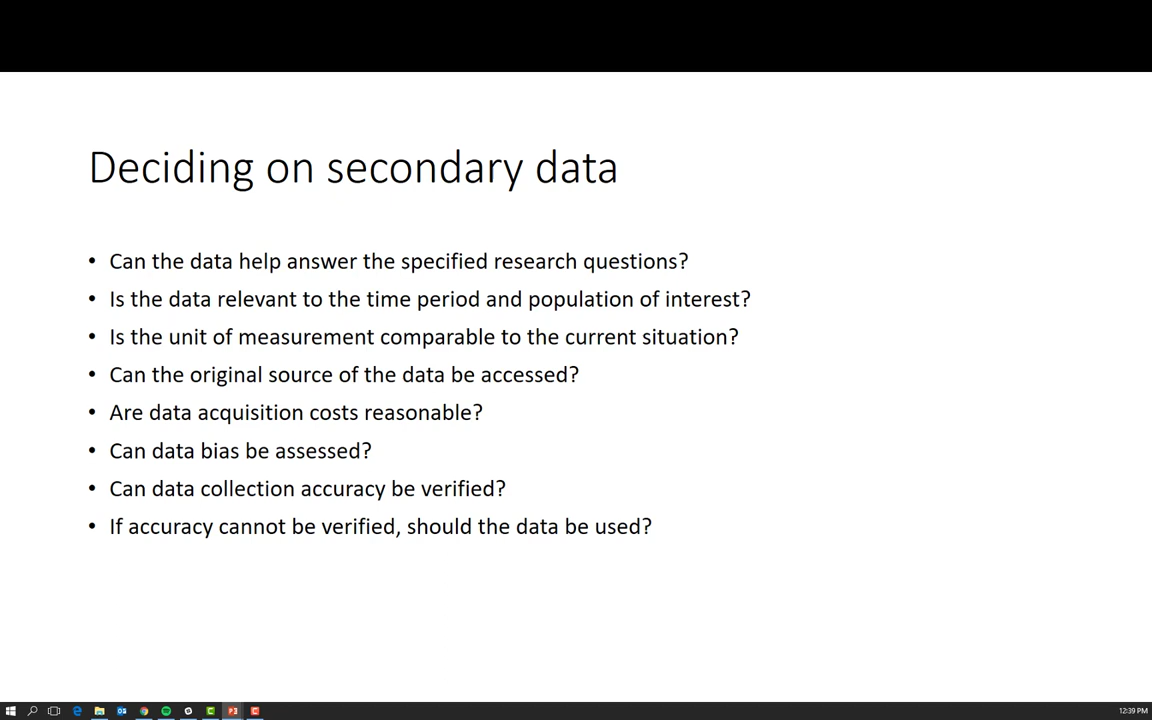 Deciding on secondary data
• Can the data help answer the specified research questions?
• Is the data relevant to the time period and population of interest?
• Is the unit of measurement comparable to the current situation?
• Can the original source of the data be accessed?
• Are data acquisition costs reasonable?
• Can data bias be assessed?
• Can data collection accuracy be verified?
• If accuracy cannot be verified, should the data be used?
12:39 PM